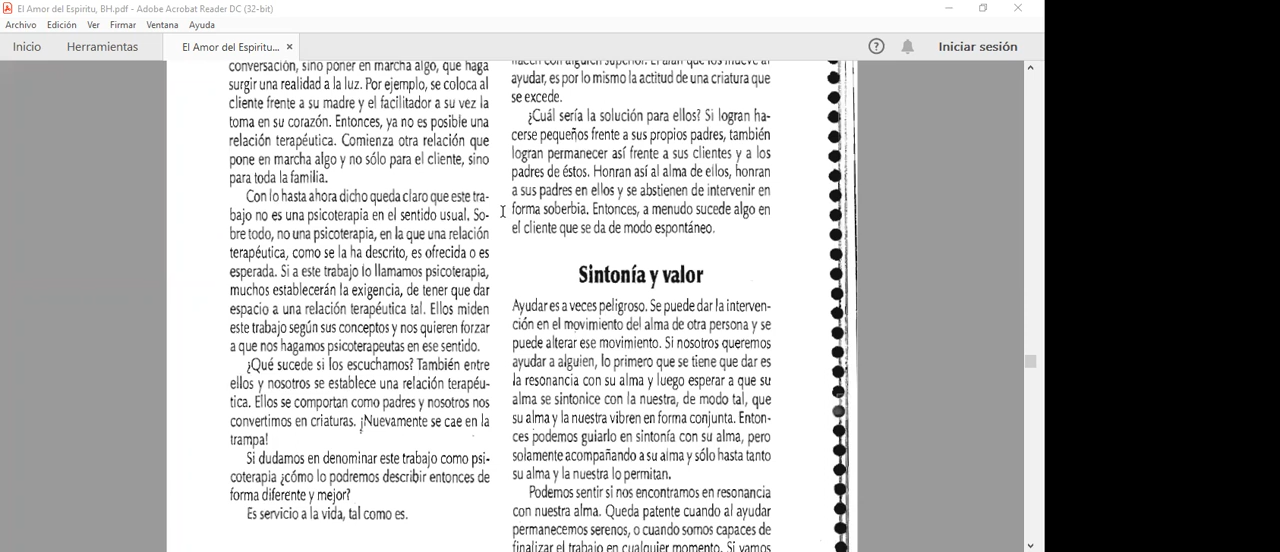 El Amor del Espiritu, BH.pdf - Adobe Acrobat Reader DC (32-bit)
Archivo Edición Ver Firmar Ventana Ayuda
Inicio Herramientas El Amor del Espiritu... × Iniciar sesión
conversación, sino poner en marcha algo, que haga
surgir una realidad a la luz. Por ejemplo, se coloca al
cliente frente a su madre y el facilitador a su vez la
toma en su corazón. Entonces, ya no es posible una
relación terapéutica. Comienza otra relación que
pone en marcha algo y no sólo para el cliente, sino
para toda la familia.
Con lo hasta ahora dicho queda claro que este tra-
bajo no es una psicoterapia en el sentido usual. So-
bre todo, no una psicoterapia, en la que una relación
terapéutica, como se la ha descrito, es ofrecida o es
esperada. Si a este trabajo lo llamamos psicoterapia,
muchos establecerán la exigencia, de tener que dar
espacio a una relación terapéutica tal. Ellos miden
este trabajo según sus conceptos y nos quieren forzar
a que nos hagamos psicoterapeutas en ese sentido.
¿Qué sucede si los escuchamos? También entre
ellos y nosotros se establece una relación terapéu-
tica. Ellos se comportan como padres y nosotros nos
convertimos en criaturas. ¡Nuevamente se cae en la
trampa!
Si dudamos en denominar este trabajo como psi-
coterapia ¿cómo lo podremos describir entonces de
forma diferente y mejor?
Es servicio a la vida, tal como es.
hacen con alguien superior. El afán que los mueve al
ayudar, es por lo mismo la actitud de una criatura que
se excede.
¿Cuál sería la solución para ellos? Si logran ha-
cerse pequeños frente a sus propios padres, también
logran permanecer así frente a sus clientes y a los
padres de éstos. Honran así al alma de ellos, honran
a sus padres en ellos y se abstienen de intervenir en
forma soberbia. Entonces, a menudo sucede algo en
el cliente que se da de modo espontáneo.
Sintonía y valor
Ayudar es a veces peligroso. Se puede dar la interven-
ción en el movimiento del alma de otra persona y se
puede alterar ese movimiento. Si nosotros queremos
ayudar a alguien, lo primero que se tiene que dar es
la resonancia con su alma y luego esperar a que su
alma se sintonice con la nuestra, de modo tal, que
su alma y la nuestra vibren en forma conjunta. Enton-
ces podemos guiarlo en sintonía con su alma, pero
solamente acompañando a su alma y sólo hasta tanto
su alma y la nuestra lo permitan.
Podemos sentir si nos encontramos en resonancia
con nuestra alma. Queda patente cuando al ayudar
permanecemos serenos, o cuando somos capaces de
finalizar el trabajo en cualquier momento. Si vamos